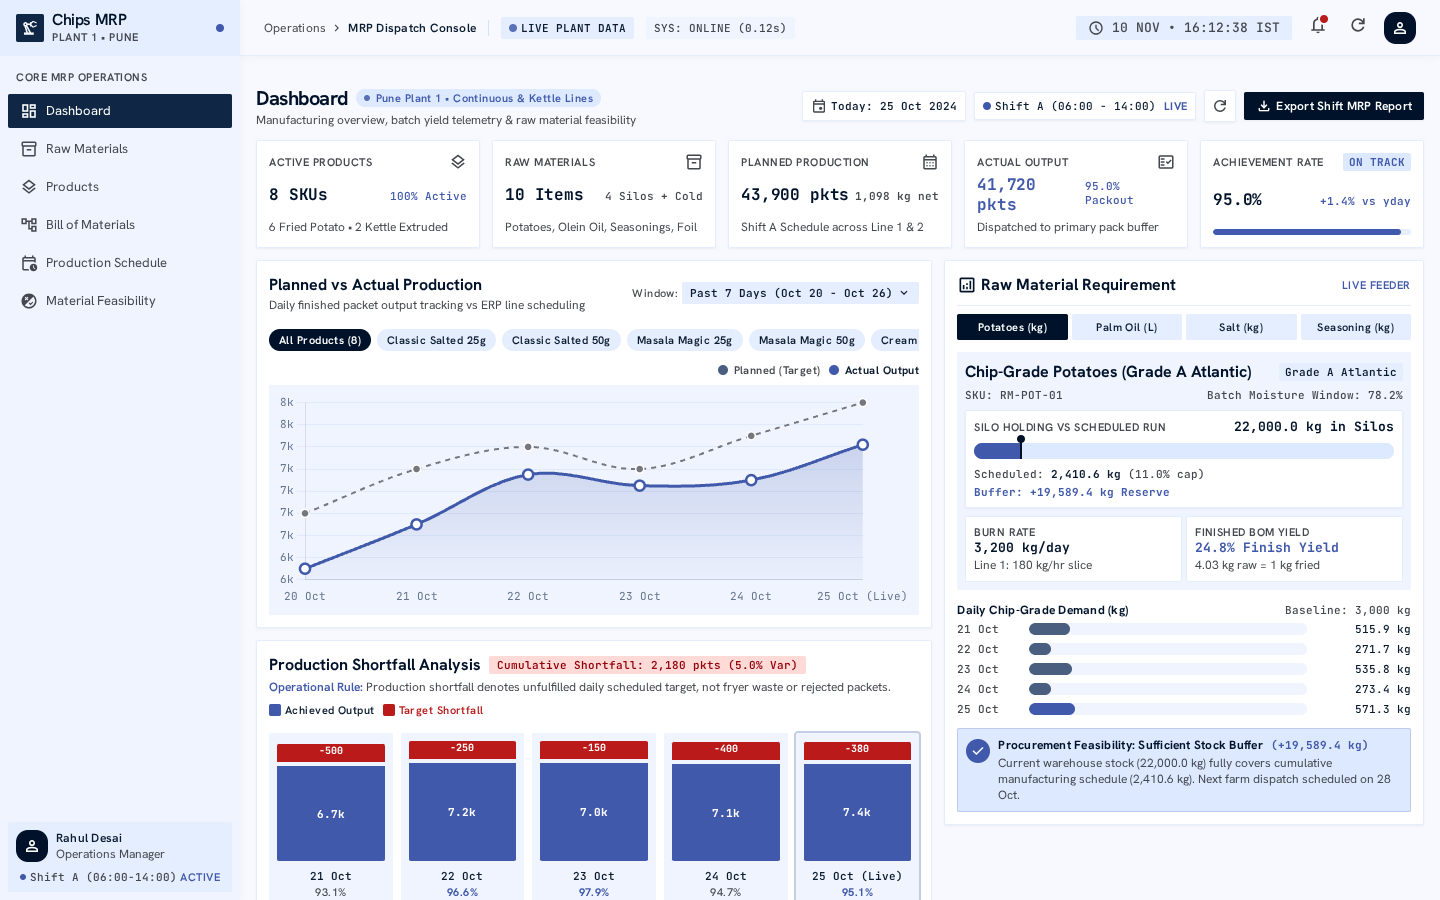 Chips MRP
PLANT 1 • PUNE
CORE MRP OPERATIONS
Dashboard
Raw Materials
Products
Bill of Materials
Production Schedule
Material Feasibility
Rahul Desai
Operations Manager
Shift A (06:00-14:00) ACTIVE
Operations > MRP Dispatch Console
LIVE PLANT DATA
SYS: ONLINE (0.12s)
10 NOV • 16:12:38 IST
Dashboard
Pune Plant 1 • Continuous & Kettle Lines
Manufacturing overview, batch yield telemetry & raw material feasibility
Today: 25 Oct 2024
Shift A (06:00 - 14:00) LIVE
Export Shift MRP Report
ACTIVE PRODUCTS
8 SKUs
100% Active
6 Fried Potato • 2 Kettle Extruded
RAW MATERIALS
10 Items
4 Silos + Cold
Potatoes, Olein Oil, Seasonings, Foil
PLANNED PRODUCTION
43,900 pkts
1,098 kg net
Shift A Schedule across Line 1 & 2
ACTUAL OUTPUT
41,720 pkts
95.0% Packout
Dispatched to primary pack buffer
ACHIEVEMENT RATE
ON TRACK
95.0%
+1.4% vs yday
Planned vs Actual Production
Daily finished packet output tracking vs ERP line scheduling
Window: Past 7 Days (Oct 20 - Oct 26)
All Products (8)
Classic Salted 25g
Classic Salted 50g
Masala Magic 25g
Masala Magic 50g
Cream
Planned (Target)
Actual Output
8k
8k
7k
7k
7k
7k
7k
6k
6k
20 Oct
21 Oct
22 Oct
23 Oct
24 Oct
25 Oct (Live)
Production Shortfall Analysis
Cumulative Shortfall: 2,180 pkts (5.0% Var)
Operational Rule: Production shortfall denotes unfulfilled daily scheduled target, not fryer waste or rejected packets.
Achieved Output
Target Shortfall
-500
6.7k
21 Oct
93.1%
-250
7.2k
22 Oct
96.6%
-150
7.0k
23 Oct
97.9%
-400
7.1k
24 Oct
94.7%
-380
7.4k
25 Oct (Live)
95.1%
Raw Material Requirement
LIVE FEEDER
Potatoes (kg)
Palm Oil (L)
Salt (kg)
Seasoning (kg)
Chip-Grade Potatoes (Grade A Atlantic)
Grade A Atlantic
SKU: RM-POT-01
Batch Moisture Window: 78.2%
SILO HOLDING VS SCHEDULED RUN
22,000.0 kg in Silos
Scheduled: 2,410.6 kg (11.0% cap)
Buffer: +19,589.4 kg Reserve
BURN RATE
3,200 kg/day
Line 1: 180 kg/hr slice
FINISHED BOM YIELD
24.8% Finish Yield
4.03 kg raw = 1 kg fried
Daily Chip-Grade Demand (kg)
Baseline: 3,000 kg
21 Oct
515.9 kg
22 Oct
271.7 kg
23 Oct
535.8 kg
24 Oct
273.4 kg
25 Oct
571.3 kg
Procurement Feasibility: Sufficient Stock Buffer (+19,589.4 kg)
Current warehouse stock (22,000.0 kg) fully covers cumulative
manufacturing schedule (2,410.6 kg). Next farm dispatch scheduled on 28
Oct.